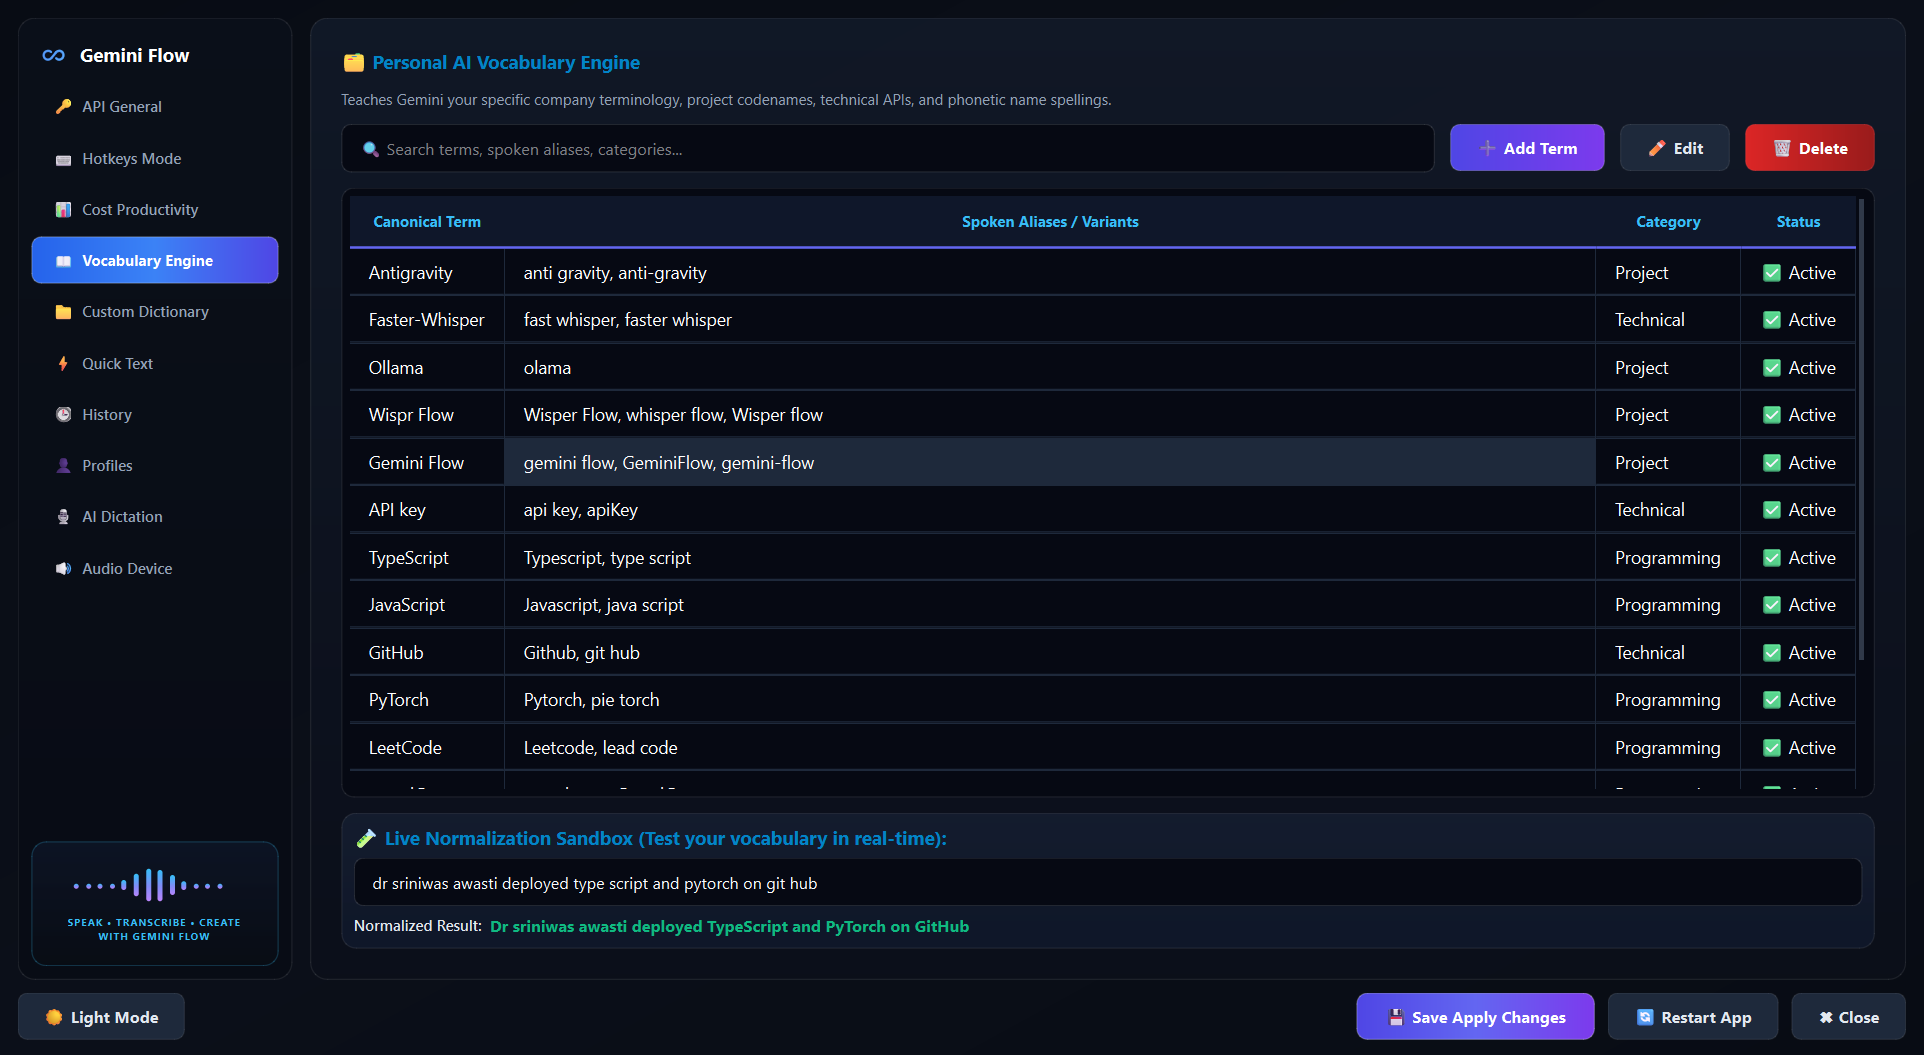 Gemini Flow
API General
Hotkeys Mode
Cost Productivity
Vocabulary Engine
Custom Dictionary
Quick Text
History
Profiles
AI Dictation
Audio Device
SPEAK • TRANSCRIBE • CREATE
WITH GEMINI FLOW
Light Mode
Personal AI Vocabulary Engine
Teaches Gemini your specific company terminology, project codenames, technical APIs, and phonetic name spellings.
Search terms, spoken aliases, categories...
Add Term
Edit
Delete
Canonical Term Spoken Aliases / Variants Category Status
Antigravity anti gravity, anti-gravity Project Active
Faster-Whisper fast whisper, faster whisper Technical Active
Ollama olama Project Active
Wispr Flow Wisper Flow, whisper flow, Wisper flow Project Active
Gemini Flow gemini flow, GeminiFlow, gemini-flow Project Active
API key api key, apiKey Technical Active
TypeScript Typescript, type script Programming Active
JavaScript Javascript, java script Programming Active
GitHub Github, git hub Technical Active
PyTorch Pytorch, pie torch Programming Active
LeetCode Leetcode, lead code Programming Active
Live Normalization Sandbox (Test your vocabulary in real-time):
dr sriniwas awasti deployed type script and pytorch on git hub
Normalized Result: Dr sriniwas awasti deployed TypeScript and PyTorch on GitHub
Save Apply Changes
Restart App
✖ Close